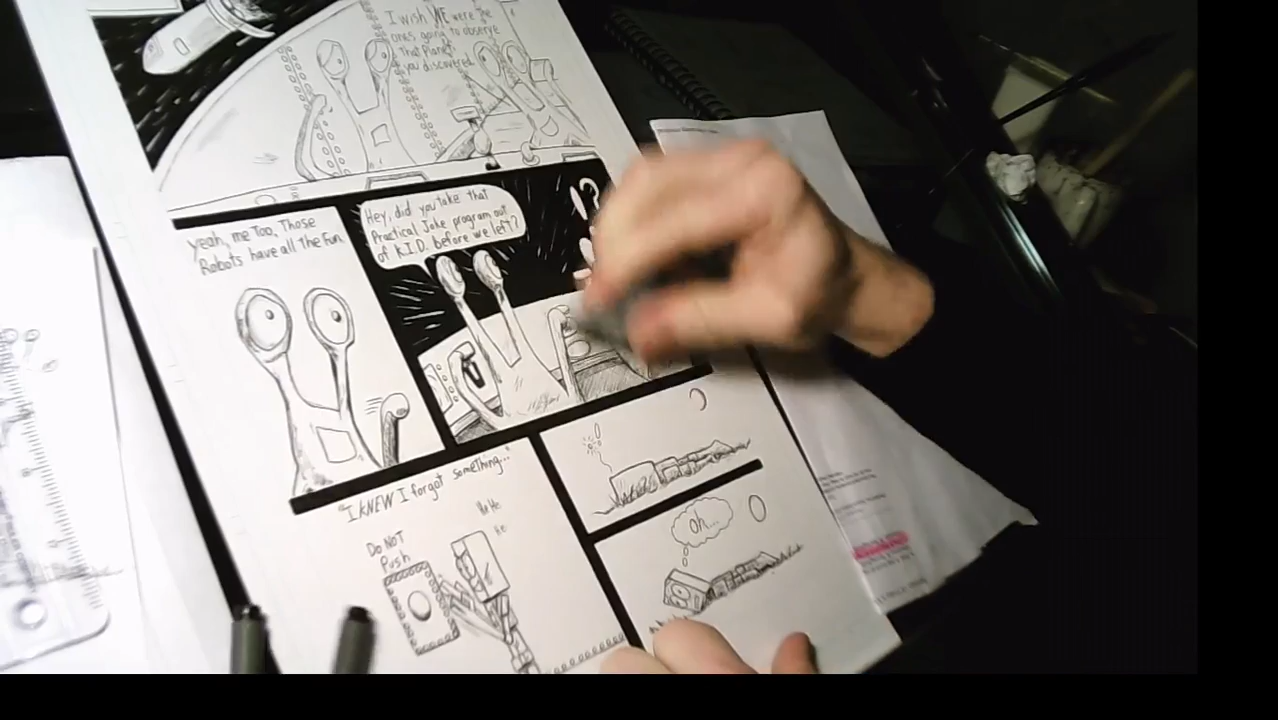 I wish WE were the
ones going to observe
that Planet
you discovered.
yeah, me Too, Those
Robots have all the Fun.
Hey, did you take that
Practical Joke program out
of K.I.D. before we left?
!?
"I KNEW I forgot something..."
Do NOT
Push
Ha He
He
!
oh...